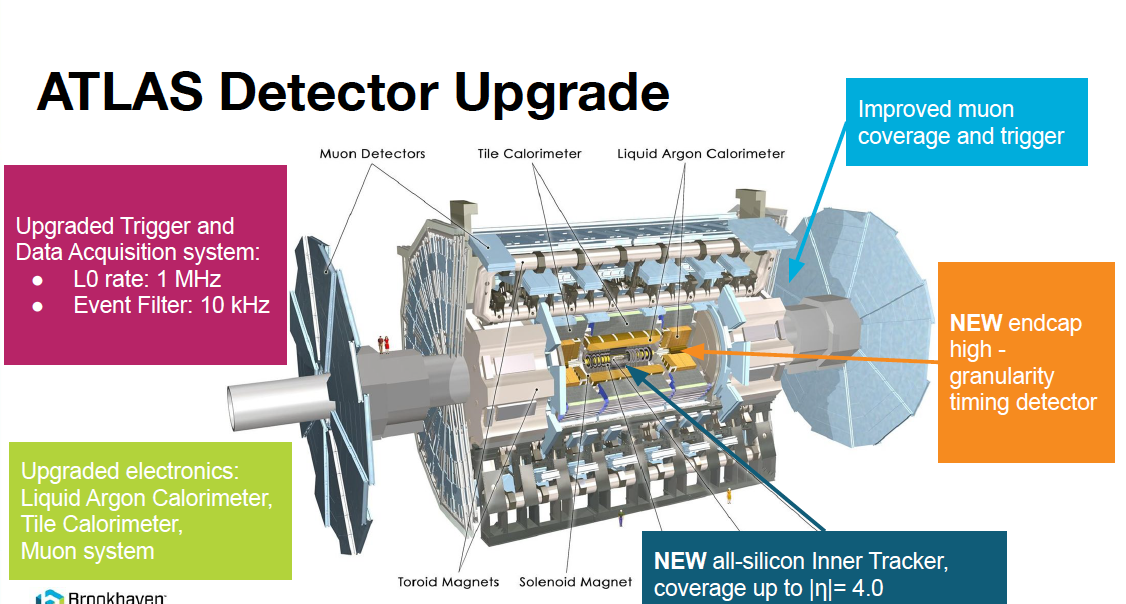 ATLAS Detector Upgrade
Improved muon
coverage and trigger
Muon Detectors
Tile Calorimeter
Liquid Argon Calorimeter
Upgraded Trigger and
Data Acquisition system:
● L0 rate: 1 MHz
● Event Filter: 10 kHz
NEW endcap
high -
granularity
timing detector
Upgraded electronics:
Liquid Argon Calorimeter,
Tile Calorimeter,
Muon system
Toroid Magnets
Solenoid Magnet
NEW all-silicon Inner Tracker,
coverage up to |η|= 4.0
Brookhaven